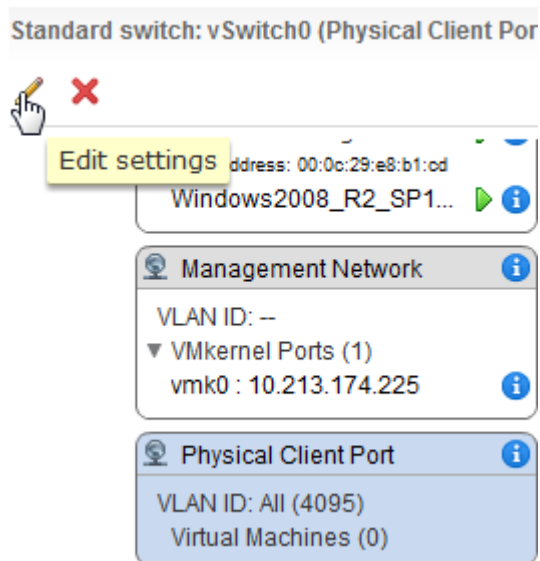 Standard switch: vSwitch0 (Physical Client Por
Edit settings
ddress: 00:0c:29:e8:b1:cd
Windows2008_R2_SP1...
Management Network
VLAN ID: --
VMkernel Ports (1)
vmk0 : 10.213.174.225
Physical Client Port
VLAN ID: All (4095)
Virtual Machines (0)